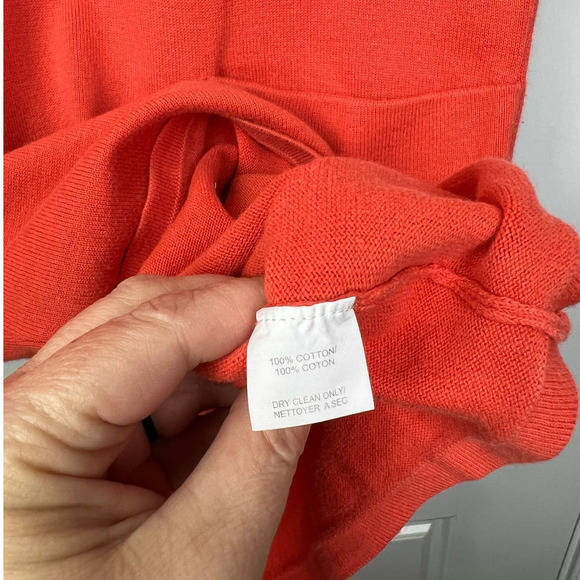 100% COTTON/
100% COTON
DRY CLEAN ONLY/
NETTOYER A SEC